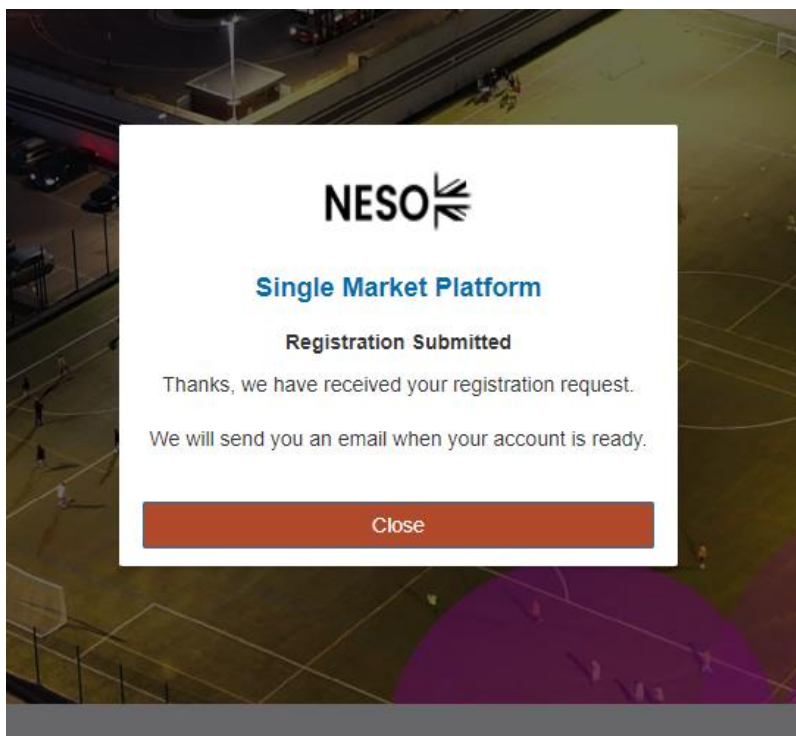 NESO
Single Market Platform
Registration Submitted
Thanks, we have received your registration request.
We will send you an email when your account is ready.
Close